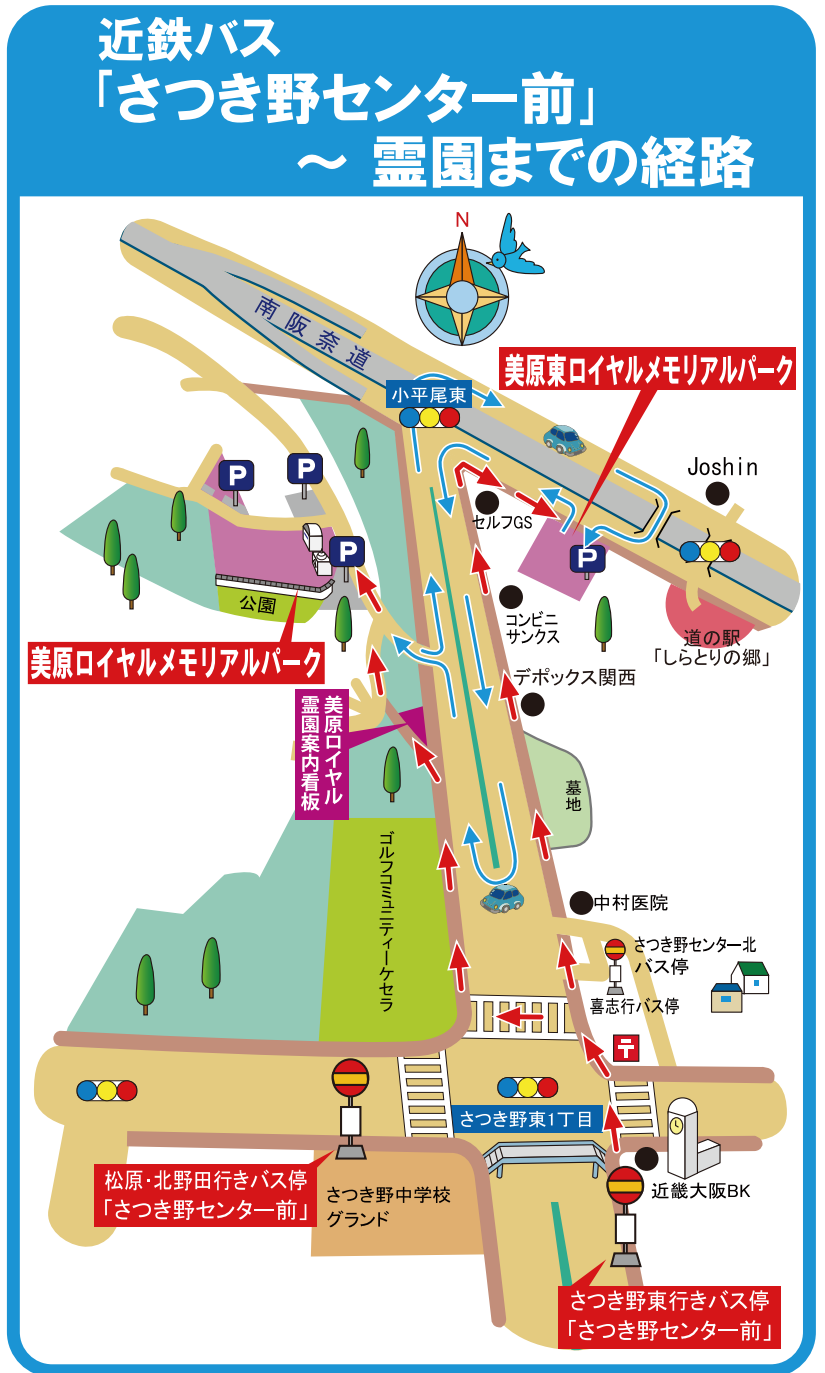 近鉄バス
「さつき野センター前」
～ 霊園までの経路
N
南阪奈道
美原東ロイヤルメモリアルパーク
小平尾東
Joshin
P
P
セルフGS
P
P
公園
コンビニ
サンクス
道の駅
「しらとりの郷」
美原ロイヤルメモリアルパーク
デポックス関西
美原ロイヤル
霊園案内看板
墓地
ゴルフコミュニティーケセラ
中村医院
さつき野センター北
バス停
喜志行バス停
〒
さつき野東1丁目
松原・北野田行きバス停
「さつき野センター前」
さつき野中学校
グランド
近畿大阪BK
さつき野東行きバス停
「さつき野センター前」